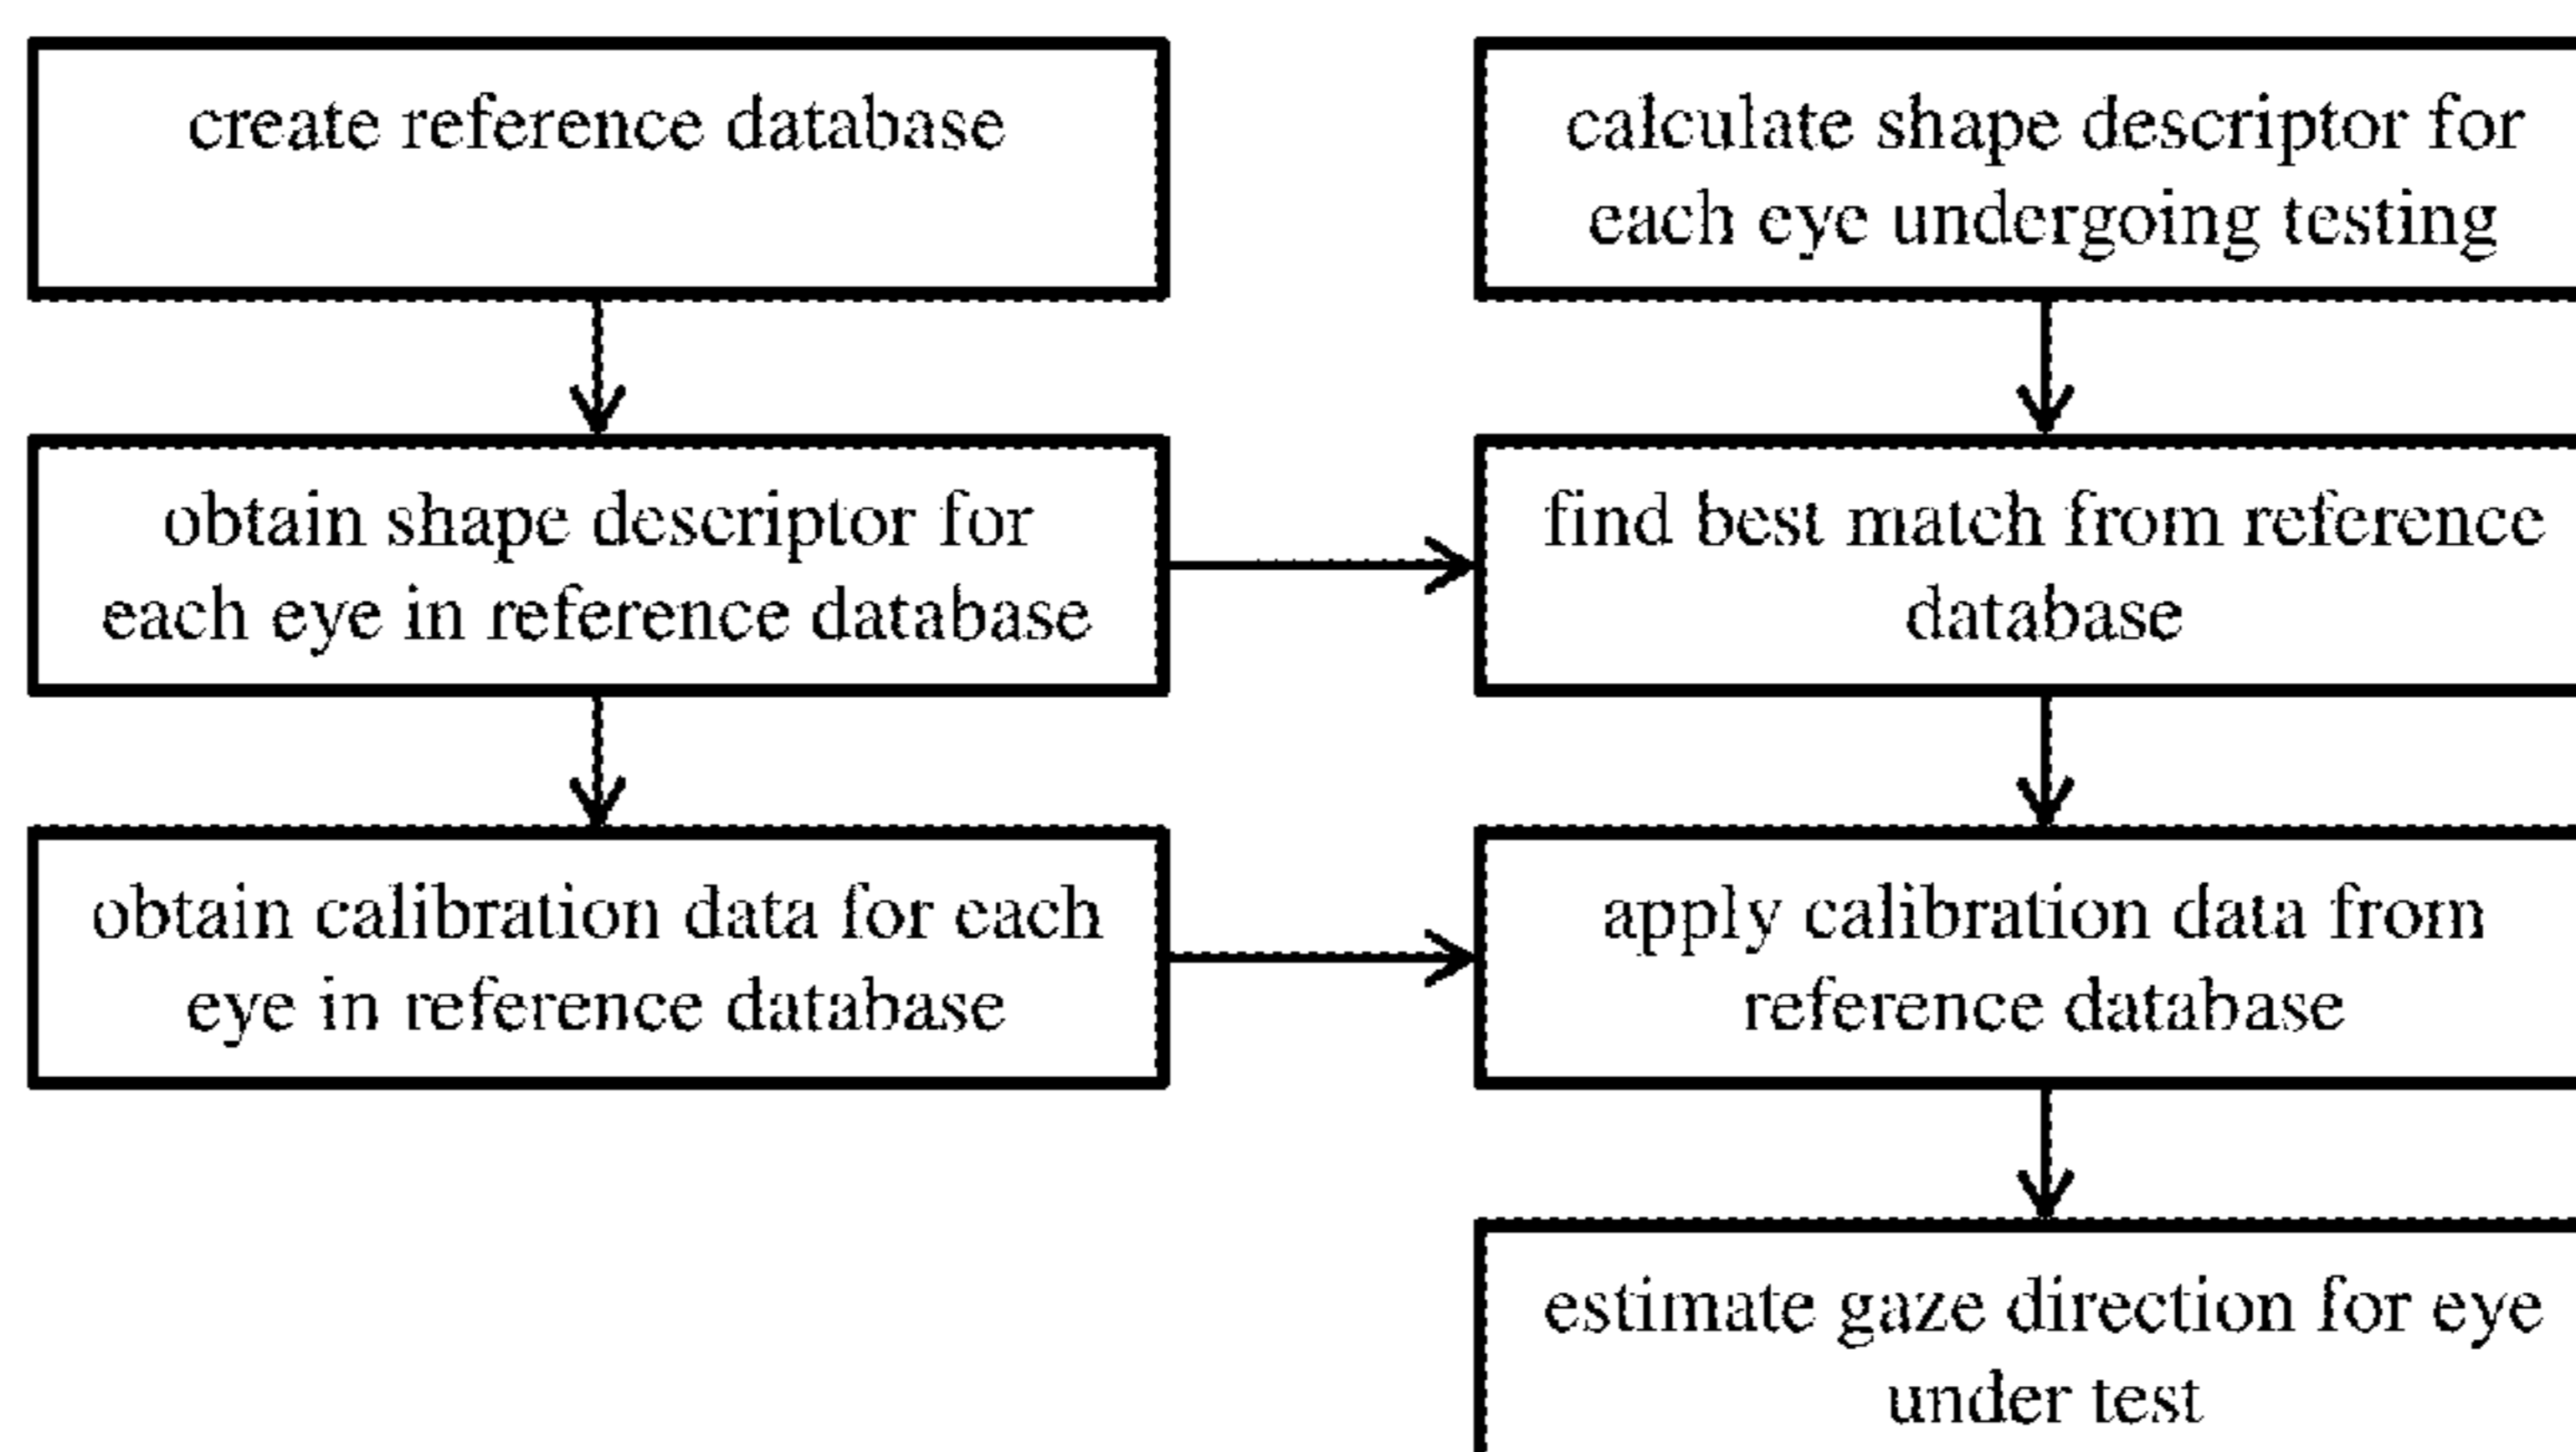 create reference database
calculate shape descriptor for
each eye undergoing testing
obtain shape descriptor for
each eye in reference database
find best match from reference
database
obtain calibration data for each
eye in reference database
apply calibration data from
reference database
estimate gaze direction for eye
under test